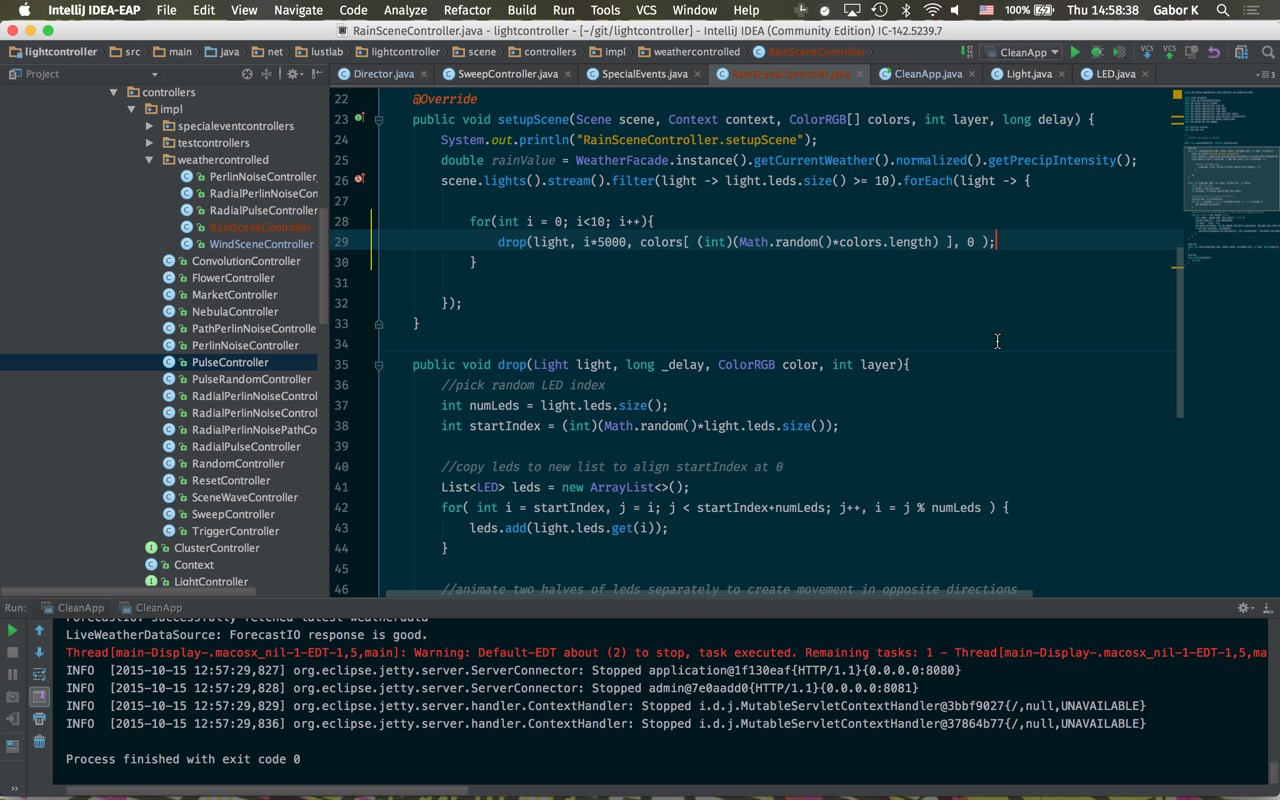 IntelliJ IDEA-EAP File Edit View Navigate Code Analyze Refactor Build Run Tools VCS Window Help 100% Thu 14:58:38 Gabor K
RainSceneController.java - lightcontroller - [~/git/lightcontroller] - IntelliJ IDEA (Community Edition) IC-142.5239.7
lightcontroller src main java net lustlab lightcontroller scene controllers impl weathercontrolled RainSceneController CleanApp VCS VCS
Project Director.java SweepController.java SpecialEvents.java RainSceneController.java CleanApp.java Light.java LED.java
controllers
impl
specialeventcontrollers
testcontrollers
weathercontrolled
PerlinNoiseController
RadialPerlinNoiseCon
RadialPulseController
RainSceneController
WindSceneController
ConvolutionController
FlowerController
MarketController
NebulaController
PathPerlinNoiseControlle
PerlinNoiseController
PulseController
PulseRandomController
RadialPerlinNoiseControl
RadialPerlinNoiseControl
RadialPerlinNoisePathCo
RadialPulseController
RandomController
ResetController
SceneWaveController
SweepController
TriggerController
ClusterController
Context
LightController
22 @Override
23 public void setupScene(Scene scene, Context context, ColorRGB[] colors, int layer, long delay) {
24 System.out.println("RainSceneController.setupScene");
25 double rainValue = WeatherFacade.instance().getCurrentWeather().normalized().getPrecipIntensity();
26 scene.lights().stream().filter(light -> light.leds.size() >= 10).forEach(light -> {
27
28 for(int i = 0; i<10; i++){
29 drop(light, i*5000, colors[ (int)(Math.random()*colors.length) ], 0 );
30 }
31
32 });
33 }
34
35 public void drop(Light light, long _delay, ColorRGB color, int layer){
36 //pick random LED index
37 int numLeds = light.leds.size();
38 int startIndex = (int)(Math.random()*light.leds.size());
39
40 //copy leds to new list to align startIndex at 0
41 List<LED> leds = new ArrayList<>();
42 for( int i = startIndex, j = i; j < startIndex+numLeds; j++, i = j % numLeds ) {
43 leds.add(light.leds.get(i));
44 }
45
46 //animate two halves of leds separately to create movement in opposite directions
Run: CleanApp CleanApp
ForecastIO: Successfully fetched latest weatherdata
LiveWeatherDataSource: ForecastIO response is good.
Thread[main-Display-.macosx_nil-1-EDT-1,5,main]: Warning: Default-EDT about (2) to stop, task executed. Remaining tasks: 1 - Thread[main-Display-.macosx_nil-1-EDT-1,5,ma
INFO [2015-10-15 12:57:29,827] org.eclipse.jetty.server.ServerConnector: Stopped application@1f130eaf{HTTP/1.1}{0.0.0.0:8080}
INFO [2015-10-15 12:57:29,828] org.eclipse.jetty.server.ServerConnector: Stopped admin@7e0aadd0{HTTP/1.1}{0.0.0.0:8081}
INFO [2015-10-15 12:57:29,829] org.eclipse.jetty.server.handler.ContextHandler: Stopped i.d.j.MutableServletContextHandler@3bbf9027{/,null,UNAVAILABLE}
INFO [2015-10-15 12:57:29,836] org.eclipse.jetty.server.handler.ContextHandler: Stopped i.d.j.MutableServletContextHandler@37864b77{/,null,UNAVAILABLE}
Process finished with exit code 0